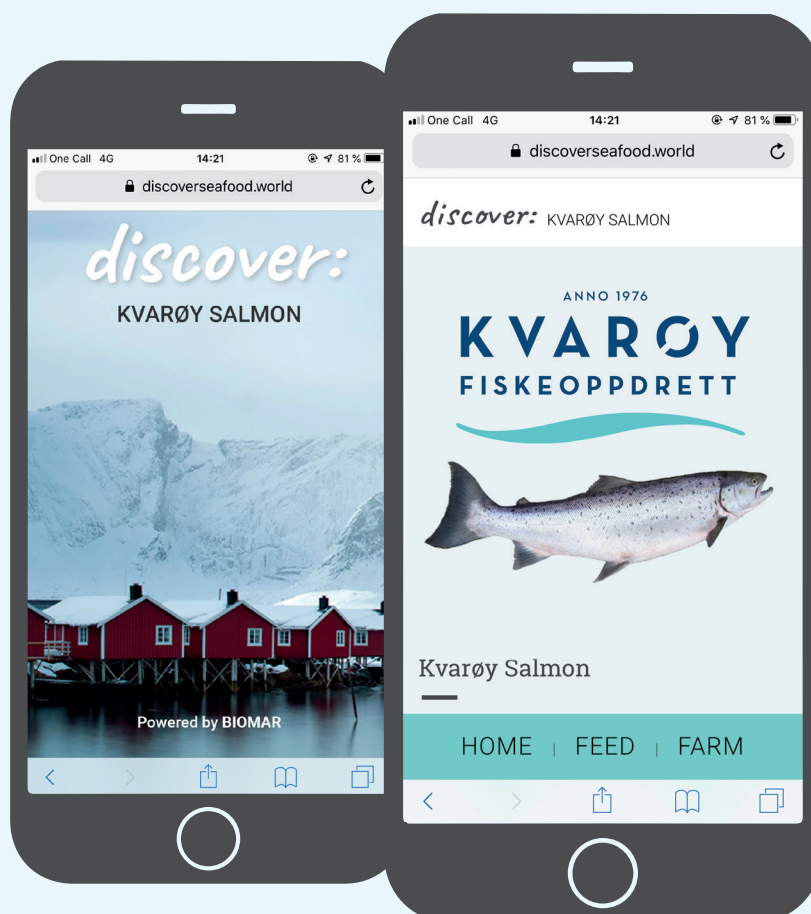 One Call 4G 14:21 81 %
discoverseafood.world
discover:
KVARØY SALMON
Powered by BIOMAR
One Call 4G 14:21 81 %
discoverseafood.world
discover: KVARØY SALMON
ANNO 1976
KVARØY
FISKEOPPDRETT
Kvarøy Salmon
HOME | FEED | FARM